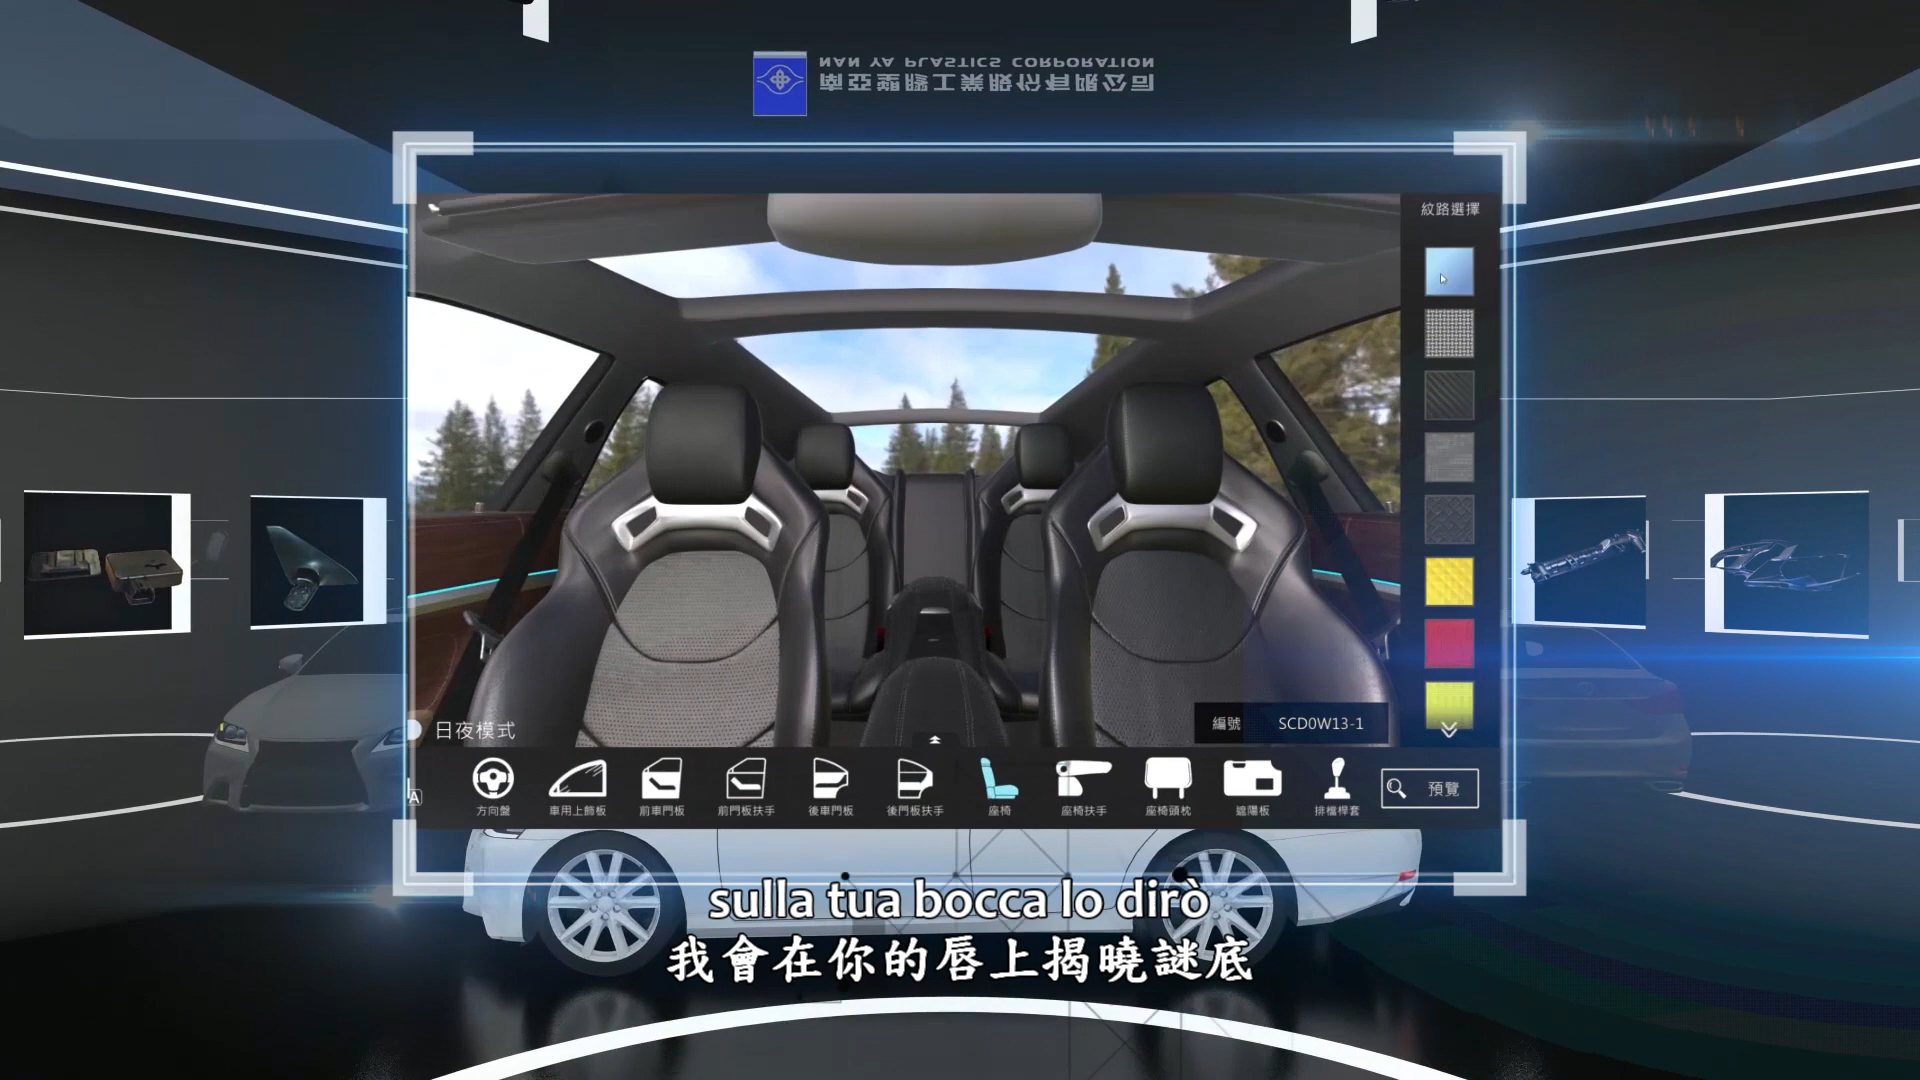 NAN YA PLASTICS CORPORATION
南亞塑膠工業股份有限公司
紋路選擇
日夜模式
編號 SCD0W13-1
A
方向盤 車用上飾板 前車門板 前門板扶手 後車門板 後門板扶手 座椅 座椅扶手 座椅頭枕 遮陽板 排檔桿套 預覽
sulla tua bocca lo dirò
我會在你的唇上揭曉謎底